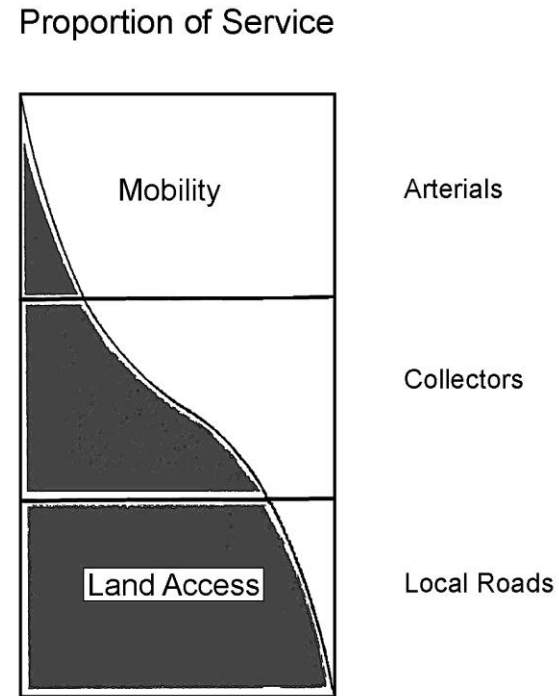 Proportion of Service
Mobility
Arterials
Collectors
Land Access
Local Roads